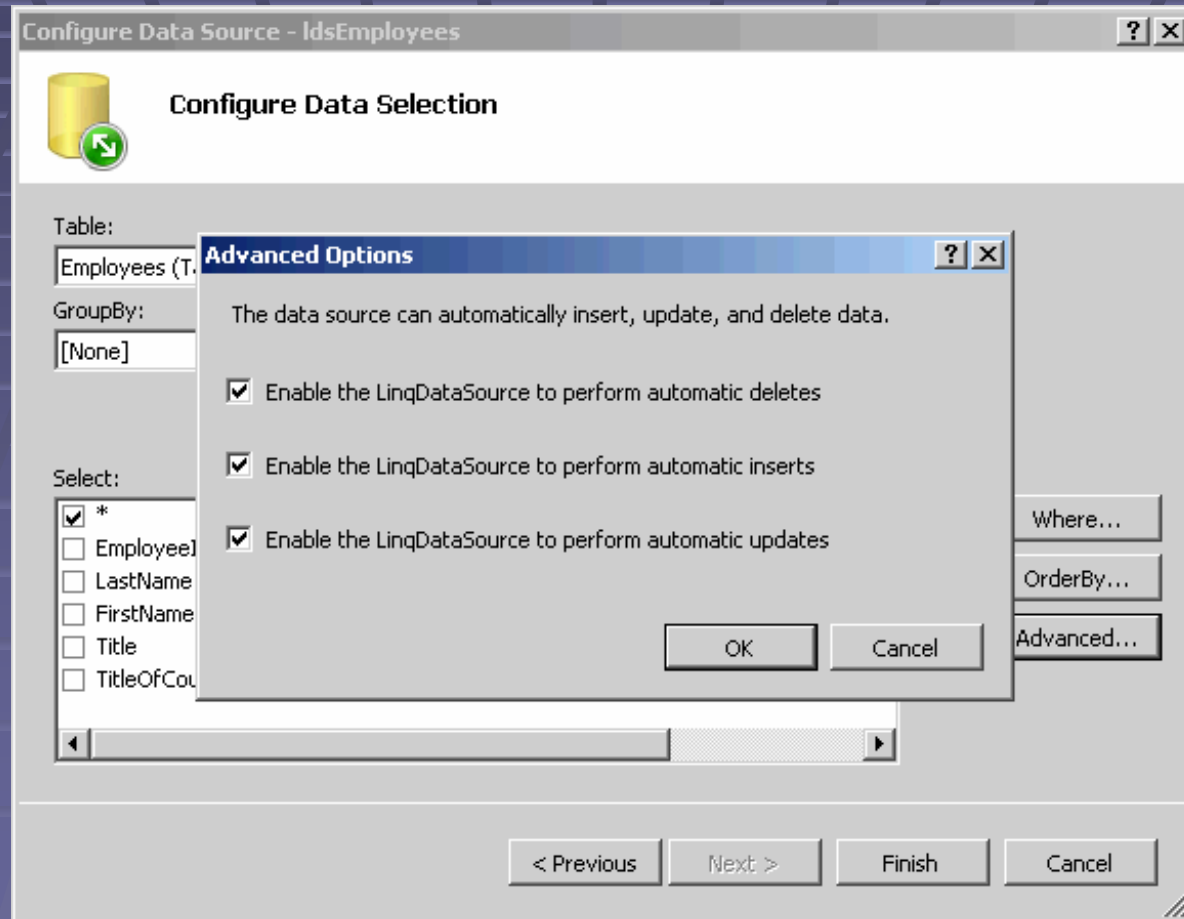 Configure Data Source - ldsEmployees
Configure Data Selection
Table:
Employees (T
GroupBy:
[None]
Select:
*
EmployeeI
LastName
FirstName
Title
TitleOfCou
Advanced Options
The data source can automatically insert, update, and delete data.
Enable the LinqDataSource to perform automatic deletes
Enable the LinqDataSource to perform automatic inserts
Enable the LinqDataSource to perform automatic updates
OK
Cancel
Where...
OrderBy...
Advanced...
< Previous
Next >
Finish
Cancel